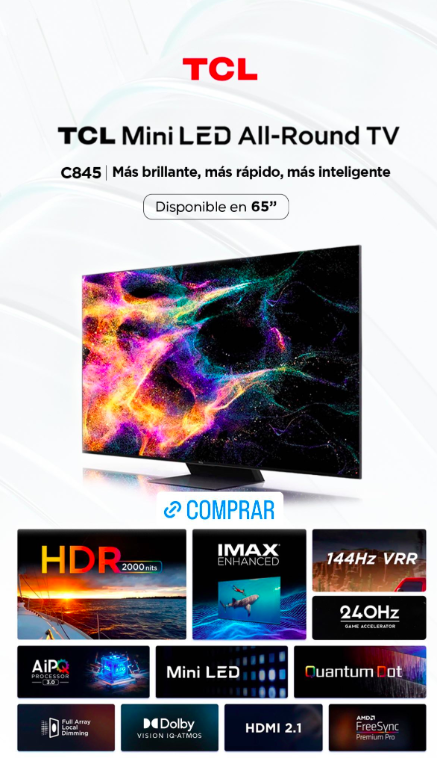 TCL
TCL Mini LED All-Round TV
C845 | Más brillante, más rápido, más inteligente
Disponible en 65”
COMPRAR
HDR 2000 nits
IMAX
ENHANCED
144Hz VRR
240Hz
GAME ACCELERATOR
AiPQ
PROCESSOR
3.0
Mini LED
Quantum Dot
Full Array
Local
Dimming
Dolby
VISION IQ·ATMOS
HDMI 2.1
AMD
FreeSync
Premium Pro